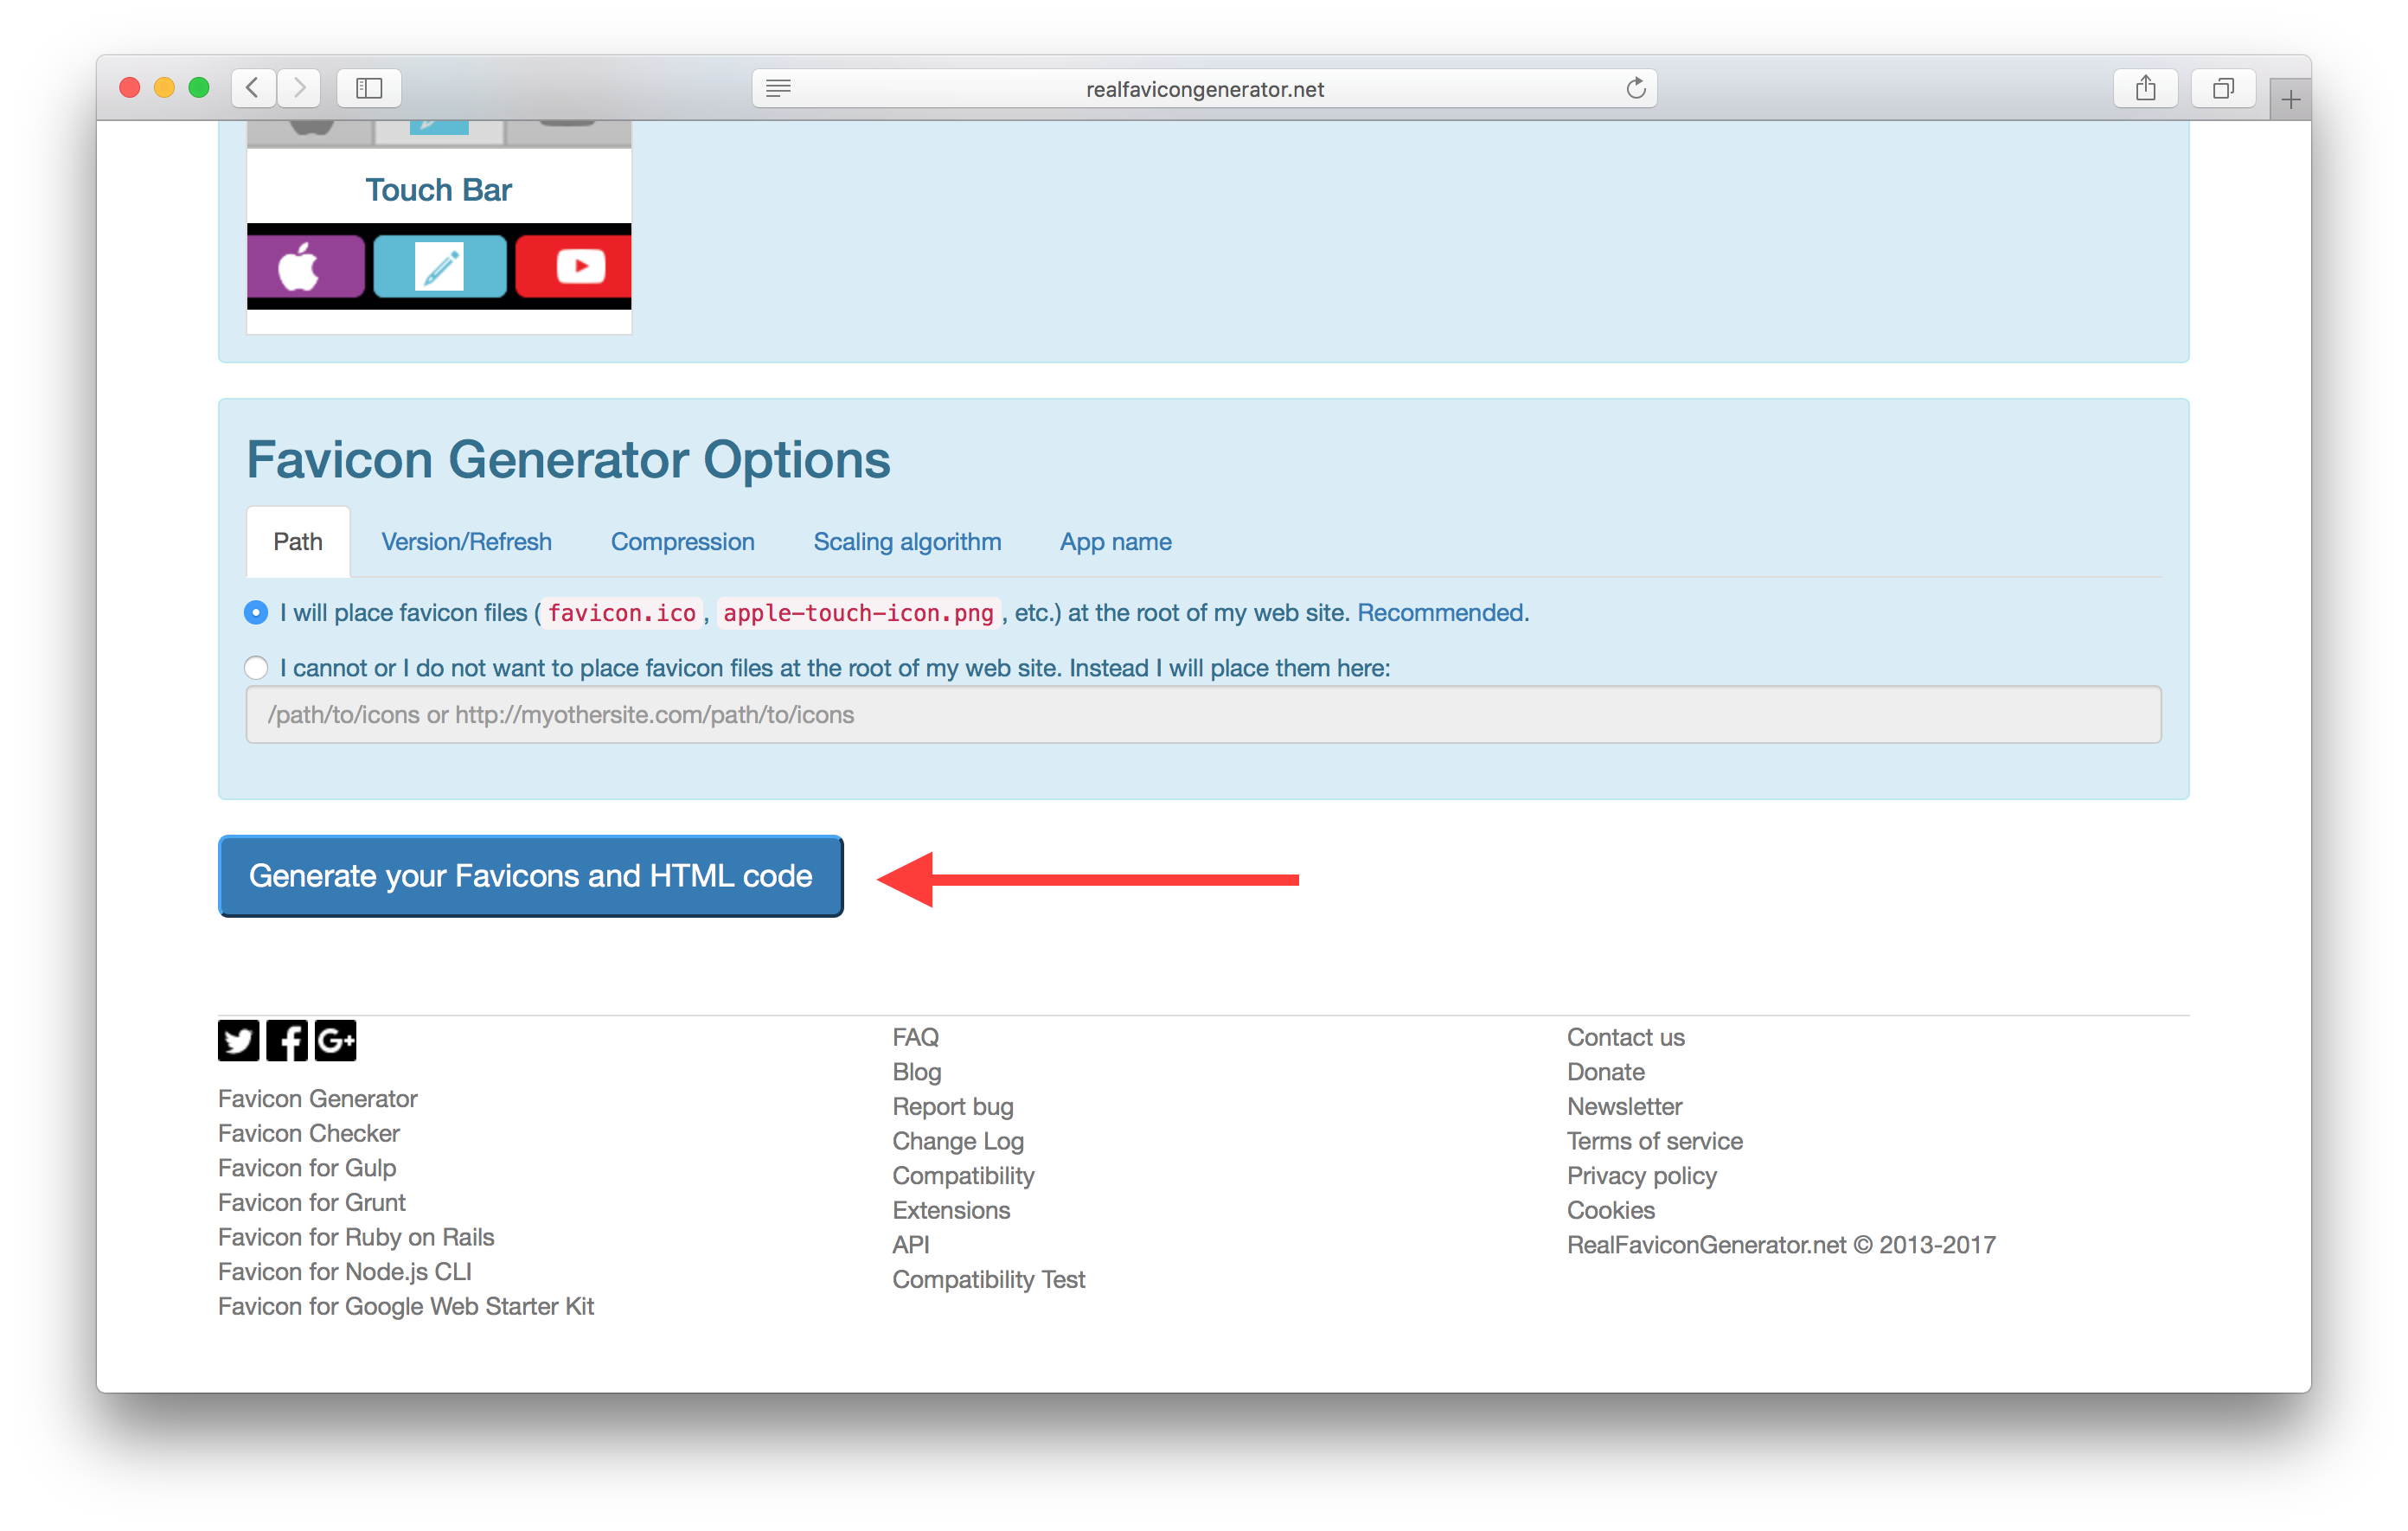 realfavicongenerator.net
Touch Bar
Favicon Generator Options
Path Version/Refresh Compression Scaling algorithm App name
I will place favicon files (favicon.ico, apple-touch-icon.png, etc.) at the root of my web site. Recommended.
I cannot or I do not want to place favicon files at the root of my web site. Instead I will place them here:
/path/to/icons or http://myothersite.com/path/to/icons
Generate your Favicons and HTML code
G+
Favicon Generator
Favicon Checker
Favicon for Gulp
Favicon for Grunt
Favicon for Ruby on Rails
Favicon for Node.js CLI
Favicon for Google Web Starter Kit
FAQ
Blog
Report bug
Change Log
Compatibility
Extensions
API
Compatibility Test
Contact us
Donate
Newsletter
Terms of service
Privacy policy
Cookies
RealFaviconGenerator.net © 2013-2017